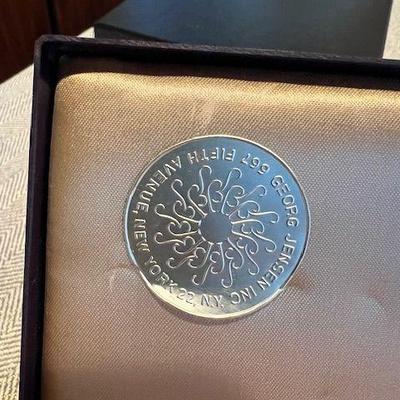 GEORG JENSEN INC
667 FIFTH AVENUE, NEW YORK 22, N.Y.